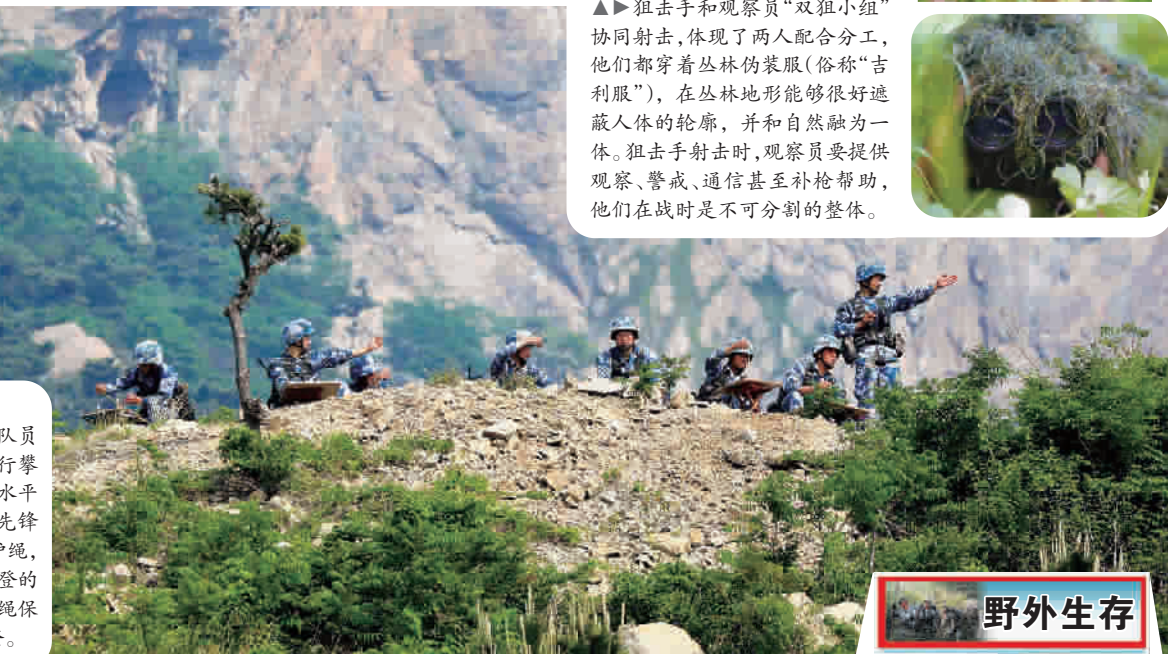 ▲▶狙击手和观察员“双狙小组”
协同射击,体现了两人配合分工,
他们都穿着丛林伪装服(俗称“吉
利服”), 在丛林地形能够很好遮
蔽人体的轮廓, 并和自然融为一
体。狙击手射击时,观察员要提供
观察、警戒、通信甚至补枪帮助,
他们在战时是不可分割的整体。
队员
行攀
水平
先锋
绳,
登的
绳保
。
野外生存